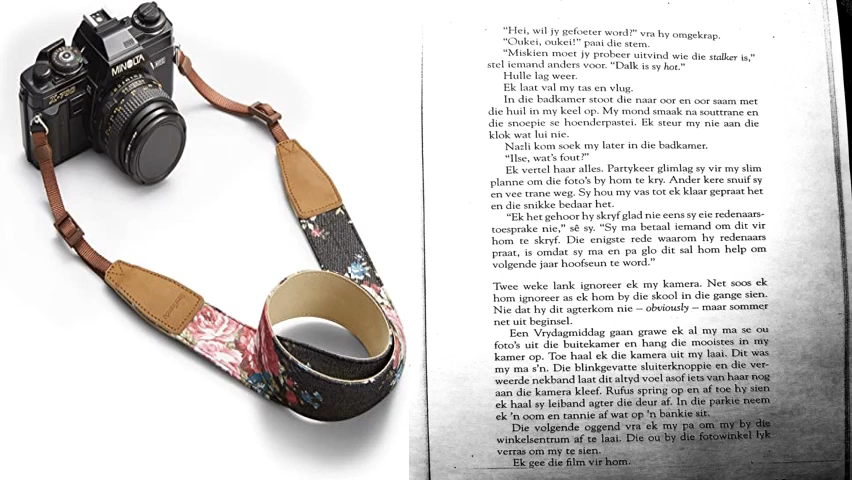 MINOLTA
"Hei, wil jy gefoeter word?" vra hy omgekrap.
"Oukei, oukei!" paai die stem.
"Miskien moet jy probeer uitvind wie die stalker is,"
stel iemand anders voor. "Dalk is sy hot."
Hulle lag weer.
Ek laat val my tas en vlug.
In die badkamer stoot die naar oor en oor saam met
die huil in my keel op. My mond smaak na souttrane en
die snoepie se hoenderpastei. Ek steur my nie aan die
klok wat lui nie.
Nazli kom soek my later in die badkamer.
"Ilse, wat's fout?"
Ek vertel haar alles. Partykeer glimlag sy vir my slim
planne om die foto's by hom te kry. Ander kere snuif sy
en vee trane weg. Sy hou my vas tot ek klaar gepraat het
en die snikke bedaar het.
"Ek het gehoor hy skryf glad nie eens sy eie redenaars-
toesprake nie," sê sy. "Sy ma betaal iemand om dit vir
hom te skryf. Die enigste rede waarom hy redenaars
praat, is omdat sy ma en pa glo dit sal hom help om
volgende jaar hoofseun te word."
Twee weke lank ignoreer ek my kamera. Net soos ek
hom ignoreer as ek hom by die skool in die gange sien.
Nie dat hy dit agterkom nie – obviously – maar sommer
net uit beginsel.
Een Vrydagmiddag gaan grawe ek al my ma se ou
foto's uit die buitekamer en hang die mooistes in my
kamer op. Toe haal ek die kamera uit my laai. Dit was
my ma s'n. Die blinkgevatte sluiterknoppie en die ver-
weerde nekband laat dit altyd voel asof iets van haar nog
aan die kamera kleef. Rufus spring op en af toe hy sien
ek haal sy leiband agter die deur af. In die parkie neem
ek 'n oom en tannie af wat op 'n bankie sit.
Die volgende oggend vra ek my pa om my by die
winkelsentrum af te laai. Die ou by die fotowinkel lyk
verras om my te sien.
Ek gee die film vir hom.